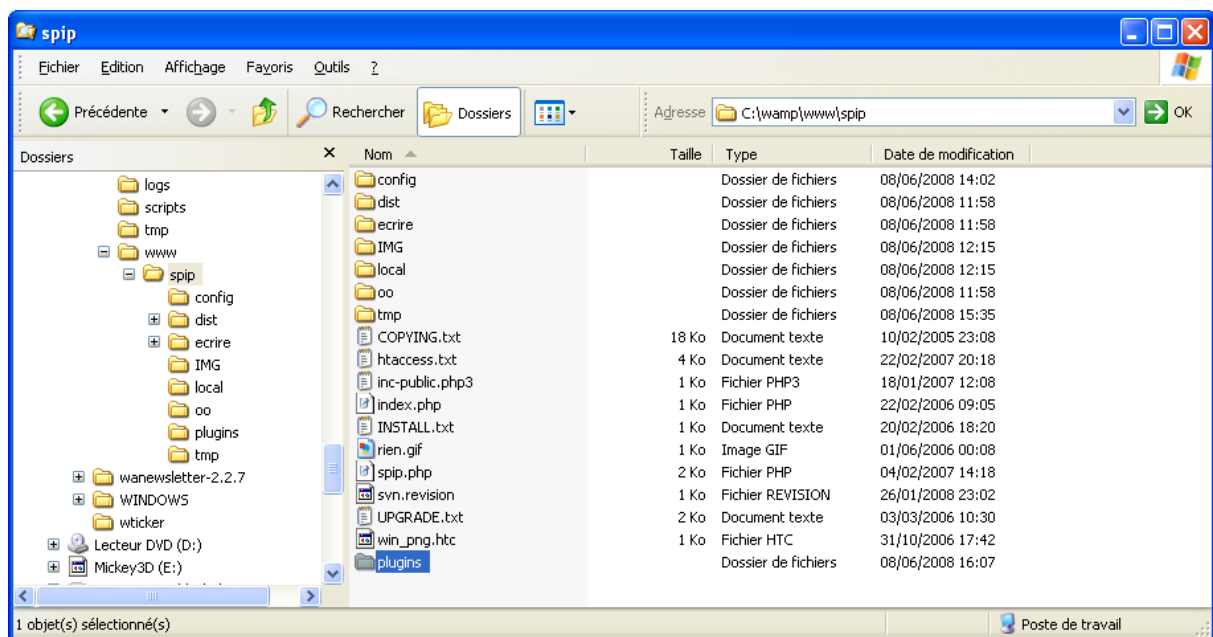 spip
Fichier Edition Affichage Favoris Outils ?
Précédente Rechercher Dossiers Adresse C:\wamp\www\spip OK
Dossiers Nom Taille Type Date de modification
logs
scripts
tmp
www
spip
config
dist
ecrire
IMG
local
oo
plugins
tmp
wanewsletter-2.2.7
WINDOWS
wticker
Lecteur DVD (D:)
Mickey3D (E:)
config Dossier de fichiers 08/06/2008 14:02
dist Dossier de fichiers 08/06/2008 11:58
ecrire Dossier de fichiers 08/06/2008 11:58
IMG Dossier de fichiers 08/06/2008 12:15
local Dossier de fichiers 08/06/2008 12:15
oo Dossier de fichiers 08/06/2008 11:58
tmp Dossier de fichiers 08/06/2008 15:35
COPYING.txt 18 Ko Document texte 10/02/2005 23:08
htaccess.txt 4 Ko Document texte 22/02/2007 20:18
inc-public.php3 1 Ko Fichier PHP3 18/01/2007 12:08
index.php 1 Ko Fichier PHP 22/02/2006 09:05
INSTALL.txt 1 Ko Document texte 20/02/2006 18:20
rien.gif 1 Ko Image GIF 01/06/2006 00:08
spip.php 2 Ko Fichier PHP 04/02/2007 14:18
svn.revision 1 Ko Fichier REVISION 26/01/2008 23:02
UPGRADE.txt 2 Ko Document texte 03/03/2006 10:30
win_png.htc 1 Ko Fichier HTC 31/10/2006 17:42
plugins Dossier de fichiers 08/06/2008 16:07
1 objet(s) sélectionné(s) Poste de travail